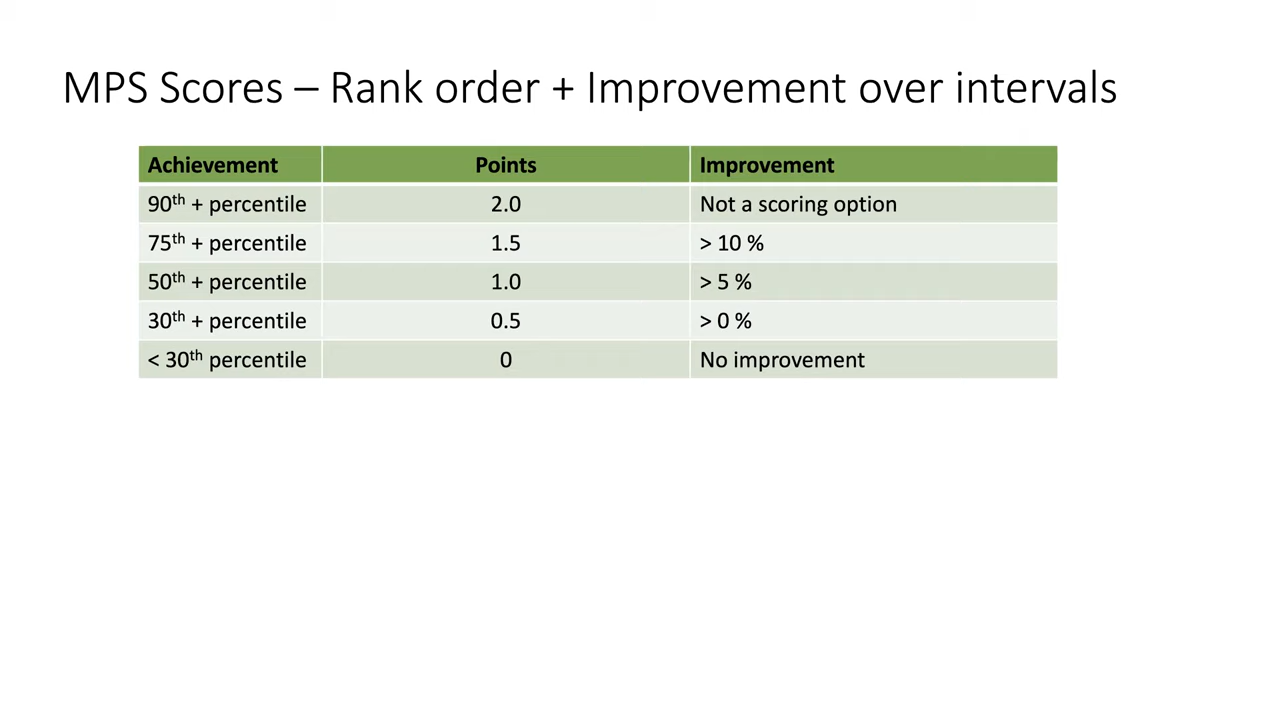 MPS Scores – Rank order + Improvement over intervals
Achievement Points Improvement
90th + percentile 2.0 Not a scoring option
75th + percentile 1.5 > 10 %
50th + percentile 1.0 > 5 %
30th + percentile 0.5 > 0 %
< 30th percentile 0 No improvement